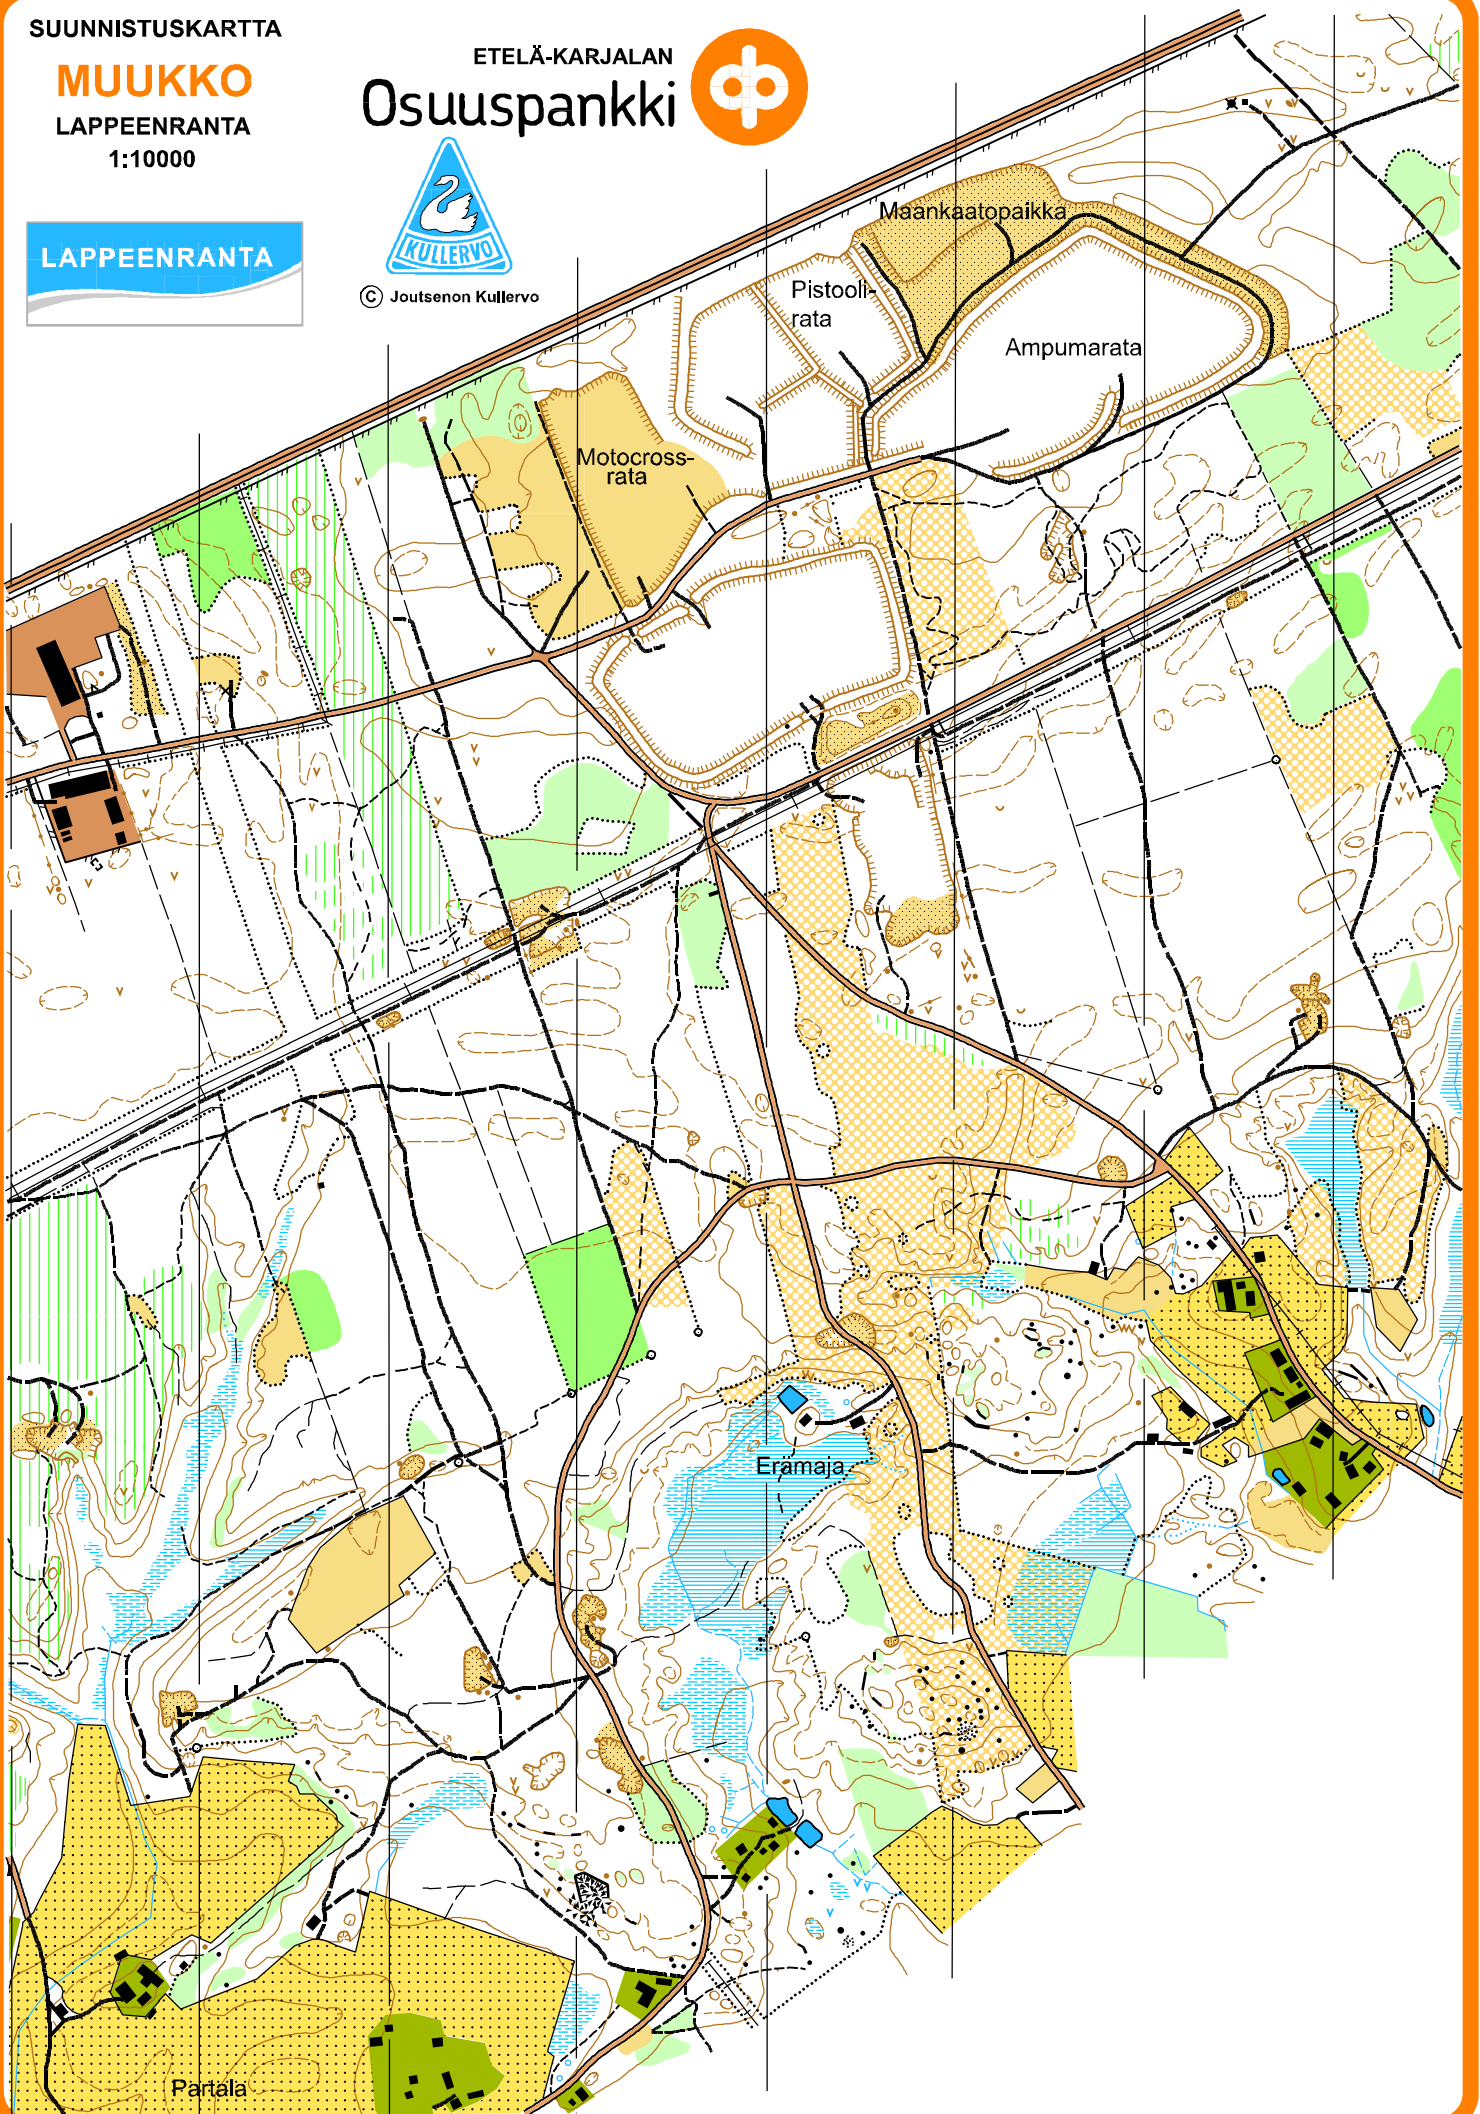 SUUNNISTUSKARTTA
MUUKKO
LAPPEENRANTA
1:10000
ETELÄ-KARJALAN
Osuuspankki
LAPPEENRANTA
KULLERVO
© Joutsenon Kullervo
Maankaatopaikka
Pistooli-
rata
Ampumarata
Motocross-
rata
Erämaja
Partala